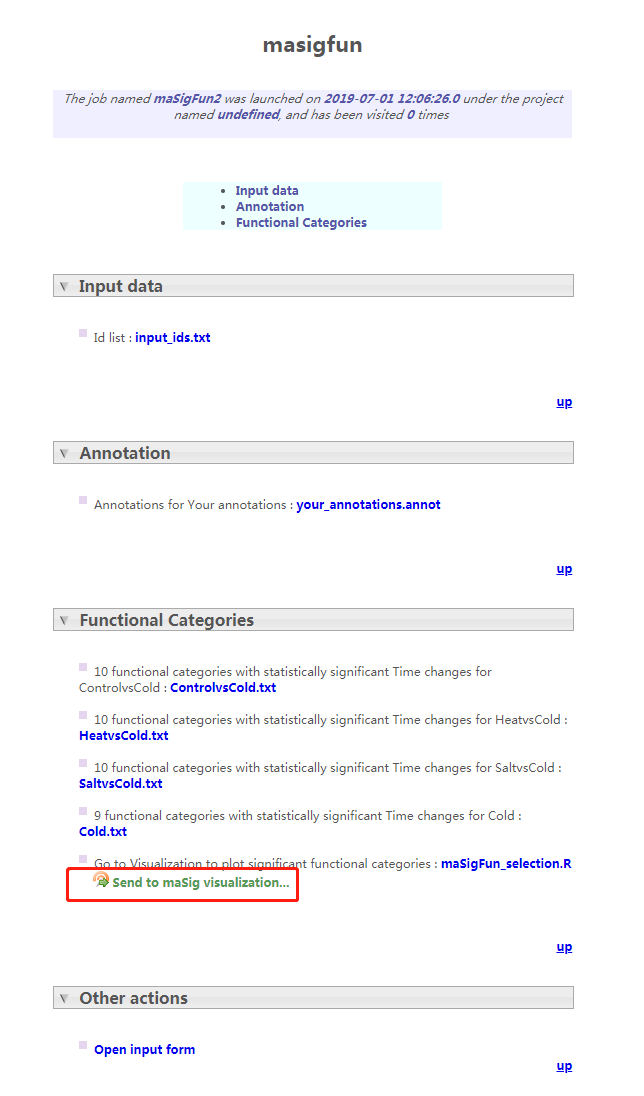 masigfun
The job named maSigFun2 was launched on 2019-07-01 12:06:26.0 under the project
named undefined, and has been visited 0 times
Input data
Annotation
Functional Categories
Input data
Id list : input_ids.txt
up
Annotation
Annotations for Your annotations : your_annotations.annot
up
Functional Categories
10 functional categories with statistically significant Time changes for
ControlvsCold : ControlvsCold.txt
10 functional categories with statistically significant Time changes for HeatvsCold :
HeatvsCold.txt
10 functional categories with statistically significant Time changes for SaltvsCold :
SaltvsCold.txt
9 functional categories with statistically significant Time changes for Cold :
Cold.txt
Go to Visualization to plot significant functional categories : maSigFun_selection.R
Send to maSig visualization...
up
Other actions
Open input form
up